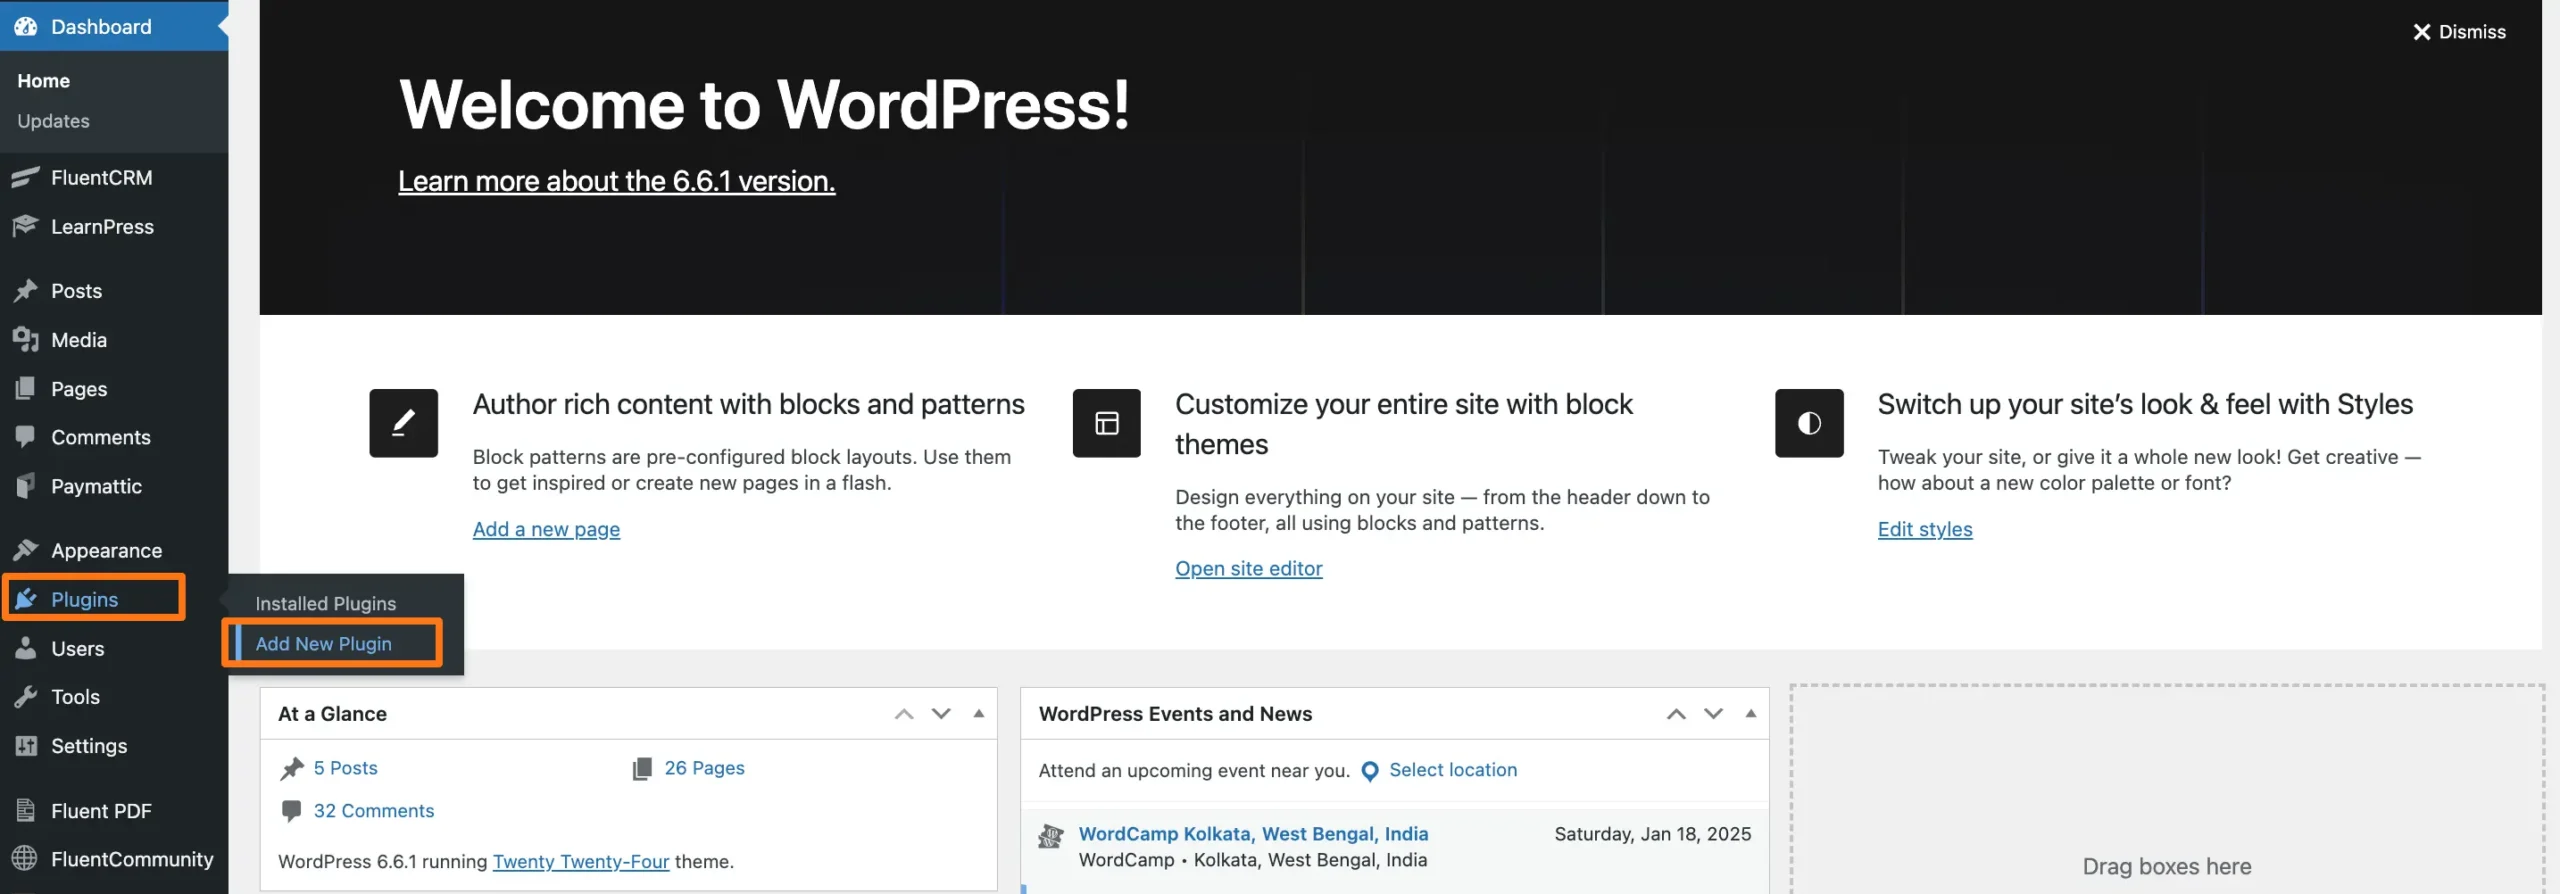 Dashboard
Home
Updates
FluentCRM
LearnPress
Posts
Media
Pages
Comments
Paymattic
Appearance
Plugins
Users
Tools
Settings
Fluent PDF
FluentCommunity
Installed Plugins
Add New Plugin
Dismiss
Welcome to WordPress!
Learn more about the 6.6.1 version.
Author rich content with blocks and patterns
Block patterns are pre-configured block layouts. Use them
to get inspired or create new pages in a flash.
Add a new page
Customize your entire site with block
themes
Design everything on your site — from the header down to
the footer, all using blocks and patterns.
Open site editor
Switch up your site’s look & feel with Styles
Tweak your site, or give it a whole new look! Get creative —
how about a new color palette or font?
Edit styles
At a Glance
5 Posts
26 Pages
32 Comments
WordPress 6.6.1 running Twenty Twenty-Four theme.
WordPress Events and News
Attend an upcoming event near you. Select location
WordCamp Kolkata, West Bengal, India
Saturday, Jan 18, 2025
WordCamp • Kolkata, West Bengal, India
Drag boxes here